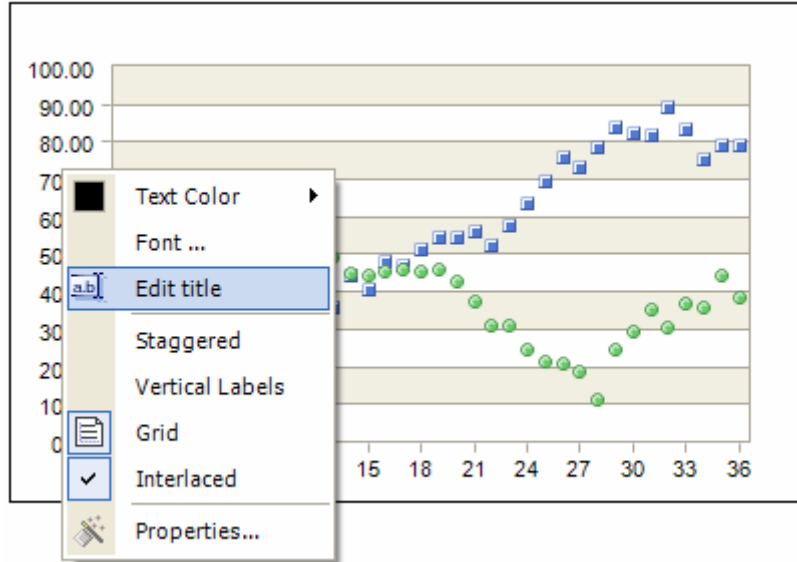 100.00
90.00
80.00
70
60
50
40
30
20
10
0
Text Color
Font ...
a.b
Edit title
Staggered
Vertical Labels
Grid
Interlaced
Properties...
15 18 21 24 27 30 33 36